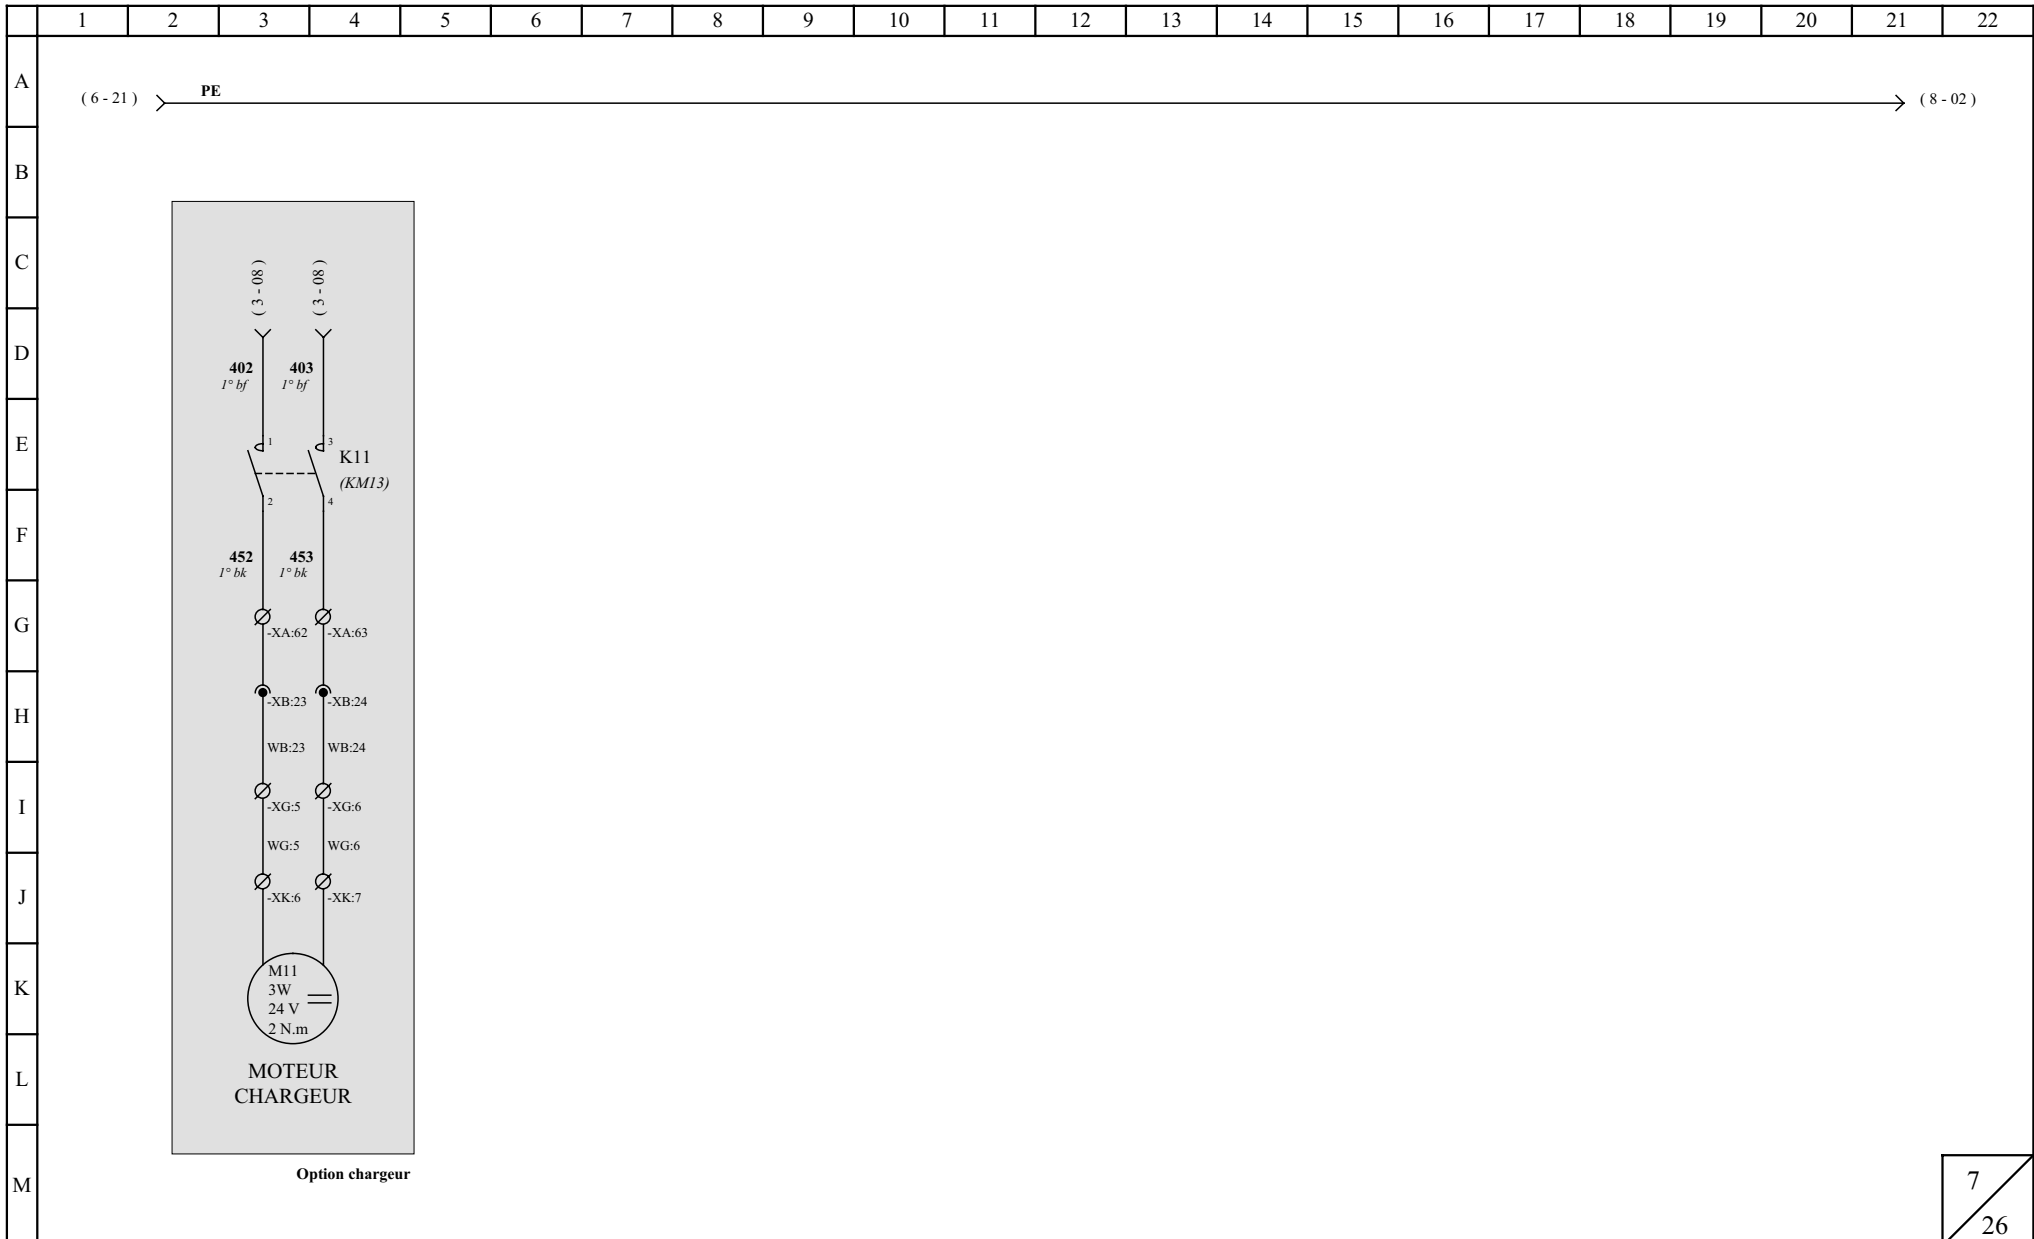 1 2 3 4 5 6 7 8 9 10 11 12 13 14 15 16 17 18 19 20 21 22
A
( 6 - 21 ) PE ( 8 - 02 )
B
C
( 3 - 08 ) ( 3 - 08 )
D
402 403
1° bf 1° bf
E
1 3
K11
(KM13)
2 4
F
452 453
1° bk 1° bk
G
-XA:62 -XA:63
H
-XB:23 -XB:24
WB:23 WB:24
I
-XG:5 -XG:6
WG:5 WG:6
J
-XK:6 -XK:7
K
M11
3W
24 V
2 N.m
L
MOTEUR
CHARGEUR
M
Option chargeur
7
26